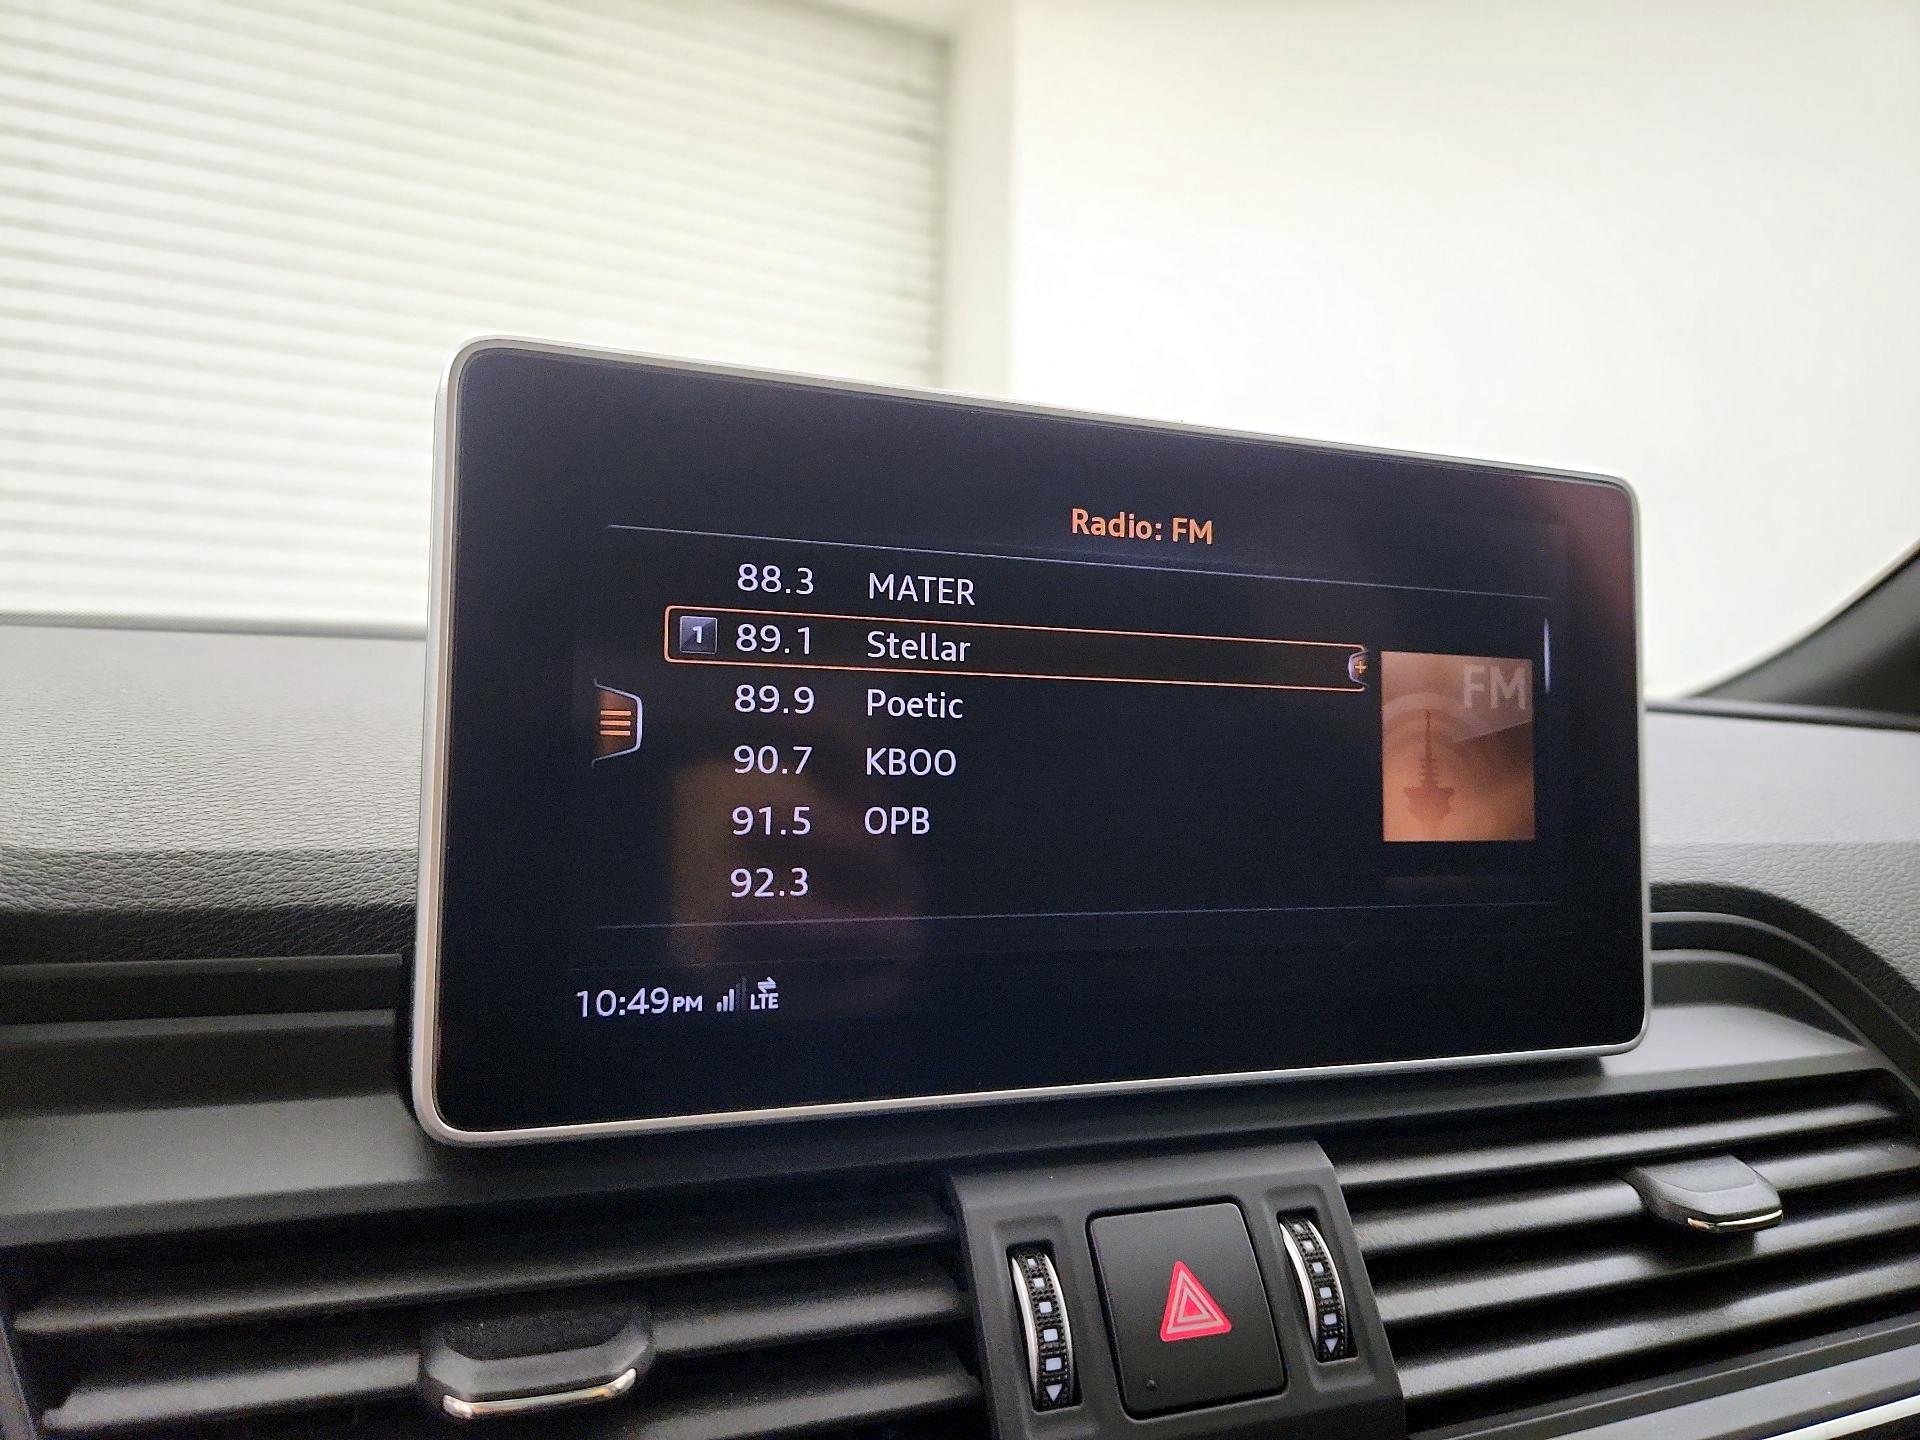 Radio: FM
88.3 MATER
1 89.1 Stellar
FM
89.9 Poetic
90.7 KBOO
91.5 OPB
92.3
10:49PM LTE